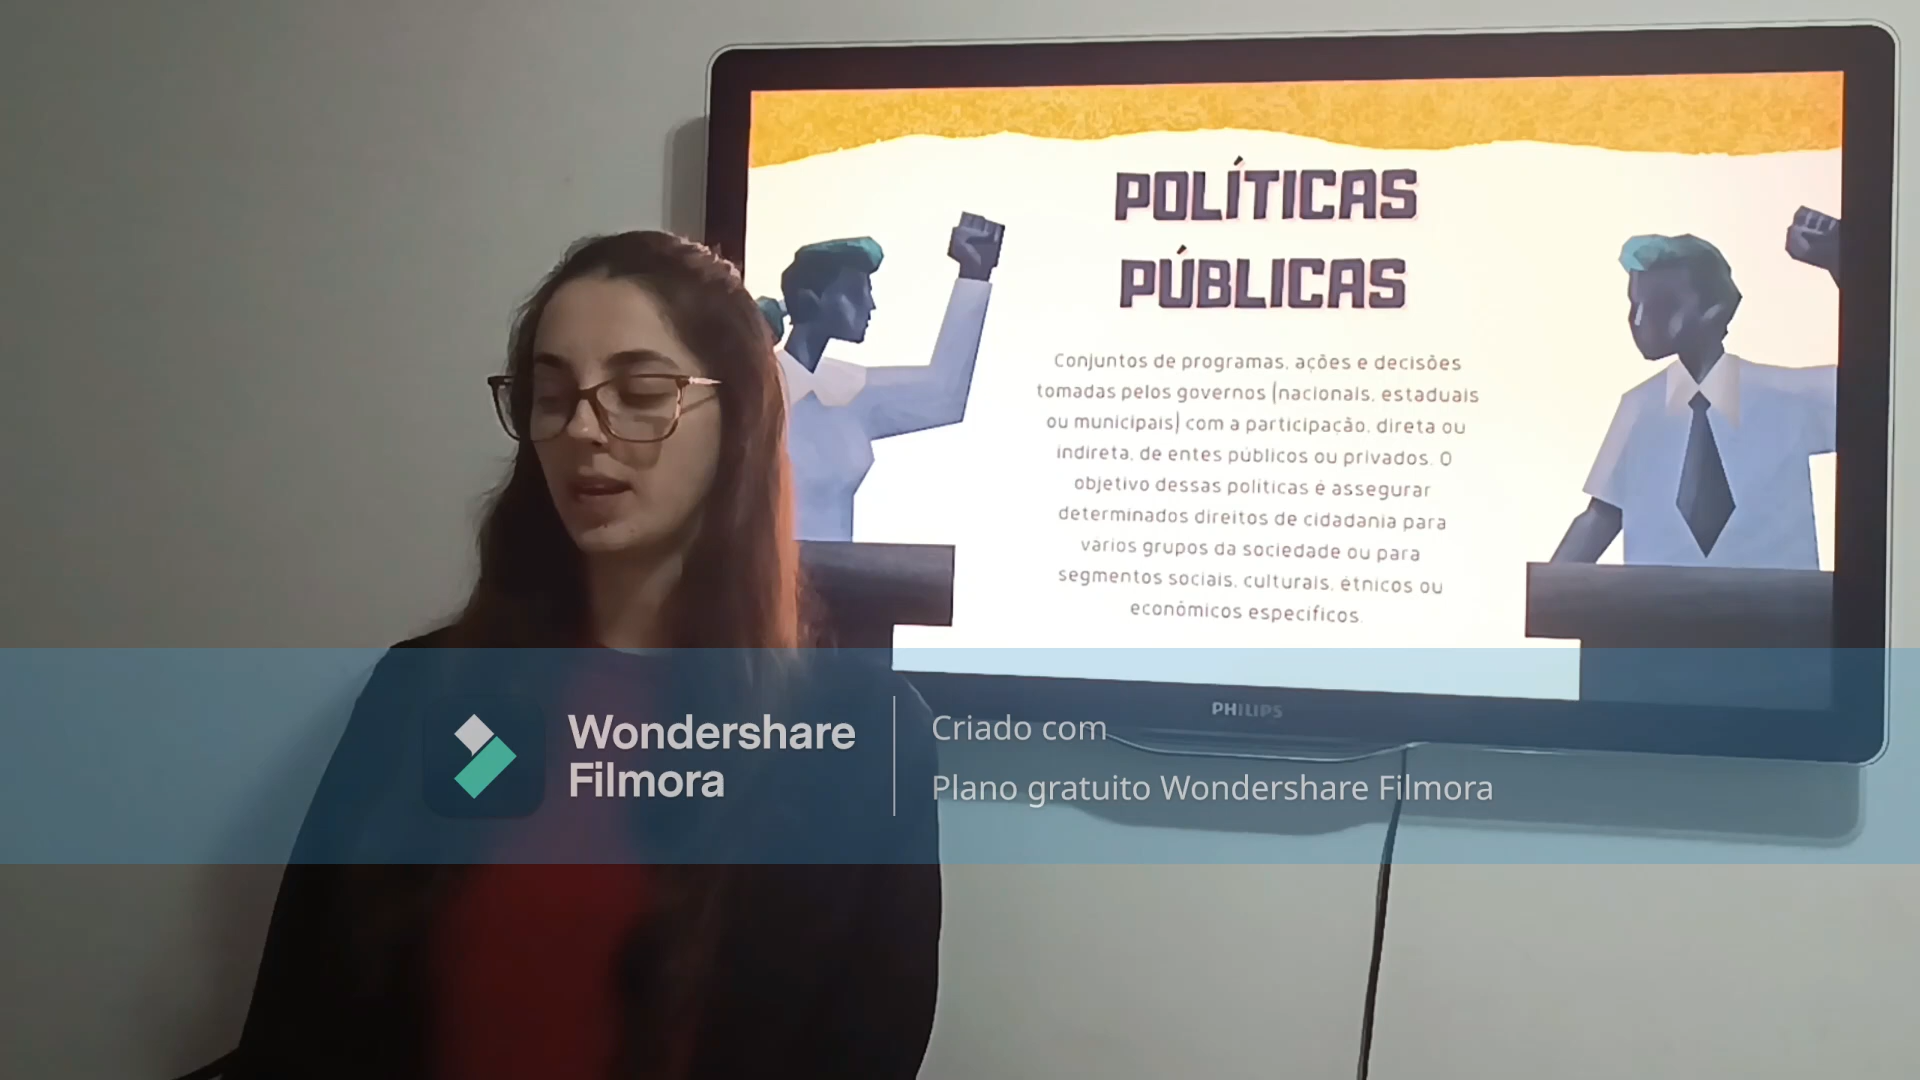 POLÍTICAS
PÚBLICAS
Conjuntos de programas, ações e decisões
tomadas pelos governos (nacionais, estaduais
ou municipais) com a participação, direta ou
indireta, de entes públicos ou privados. O
objetivo dessas políticas é assegurar
determinados direitos de cidadania para
vários grupos da sociedade ou para
segmentos sociais, culturais, étnicos ou
econômicos específicos.
PHILIPS
Wondershare
Filmora
Criado com
Plano gratuito Wondershare Filmora